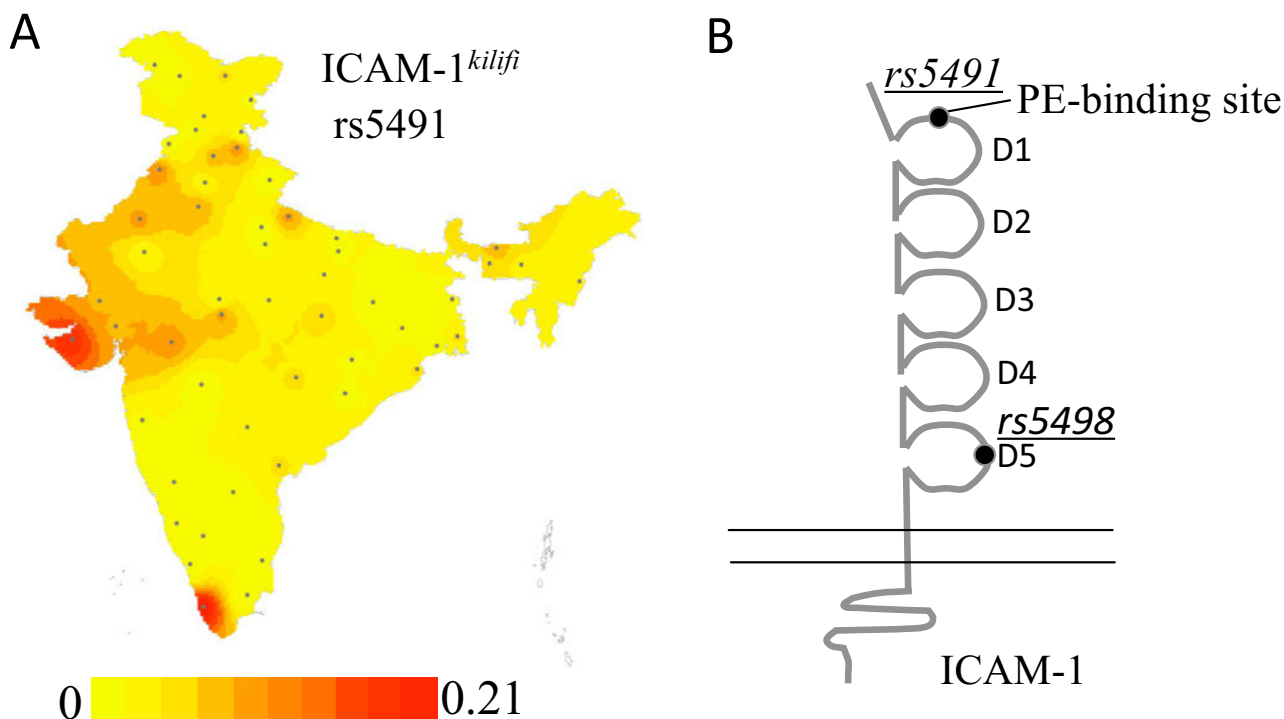 A
ICAM-1kilifi
rs5491
0
0.21
B
rs5491
PE-binding site
D1
D2
D3
D4
rs5498
D5
ICAM-1